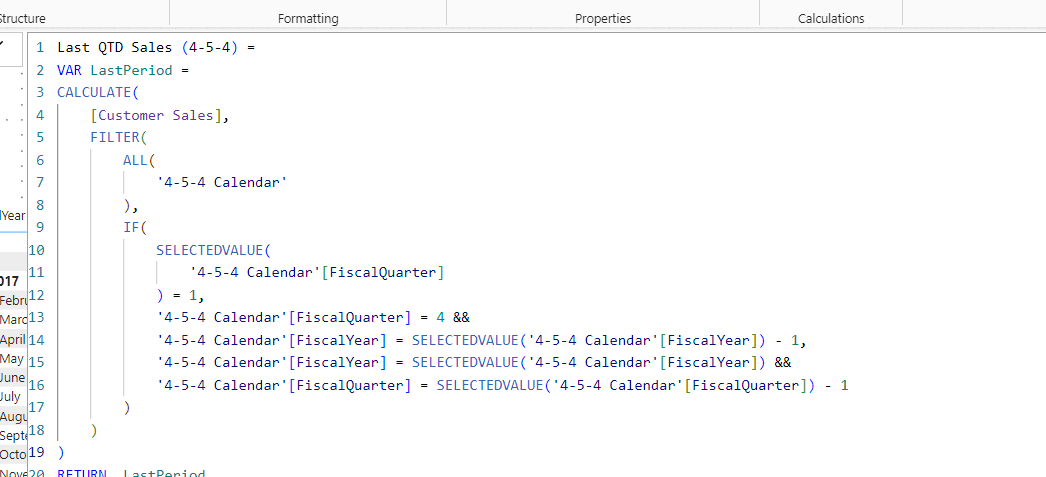 Structure Formatting Properties Calculations
1 Last QTD Sales (4-5-4) =
2 VAR LastPeriod =
3 CALCULATE(
4 [Customer Sales],
5 FILTER(
6 ALL(
7 '4-5-4 Calendar'
8 ),
9 IF(
10 SELECTEDVALUE(
11 '4-5-4 Calendar'[FiscalQuarter]
12 ) = 1,
13 '4-5-4 Calendar'[FiscalQuarter] = 4 &&
14 '4-5-4 Calendar'[FiscalYear] = SELECTEDVALUE('4-5-4 Calendar'[FiscalYear]) - 1,
15 '4-5-4 Calendar'[FiscalYear] = SELECTEDVALUE('4-5-4 Calendar'[FiscalYear]) &&
16 '4-5-4 Calendar'[FiscalQuarter] = SELECTEDVALUE('4-5-4 Calendar'[FiscalQuarter]) - 1
17 )
18 )
19 )
20 RETURN LastPeriod
lYear
017
Febru
Marc
April
May
June
July
Augu
Septe
Octo
Nove